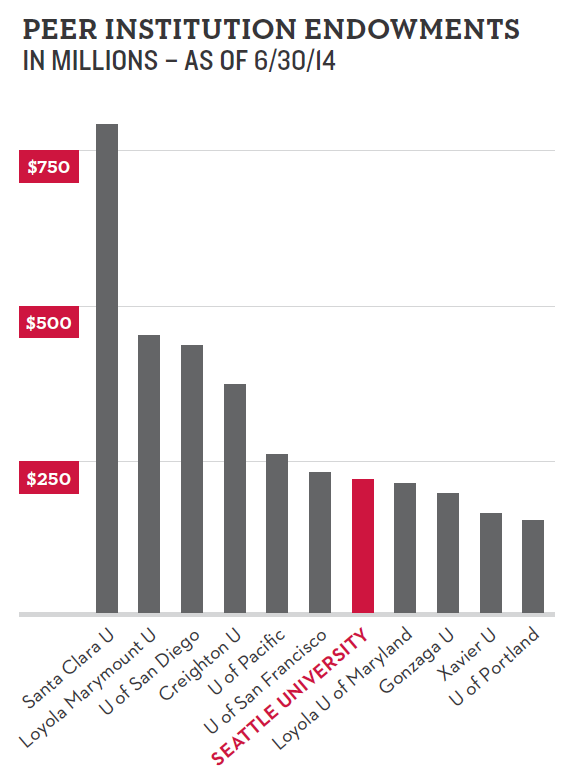 PEER INSTITUTION ENDOWMENTS
IN MILLIONS – AS OF 6/30/14
$750
$500
$250
Santa Clara U
Loyola Marymount U
U of San Diego
Creighton U
U of Pacific
U of San Francisco
SEATTLE UNIVERSITY
Loyola U of Maryland
Gonzaga U
Xavier U
U of Portland